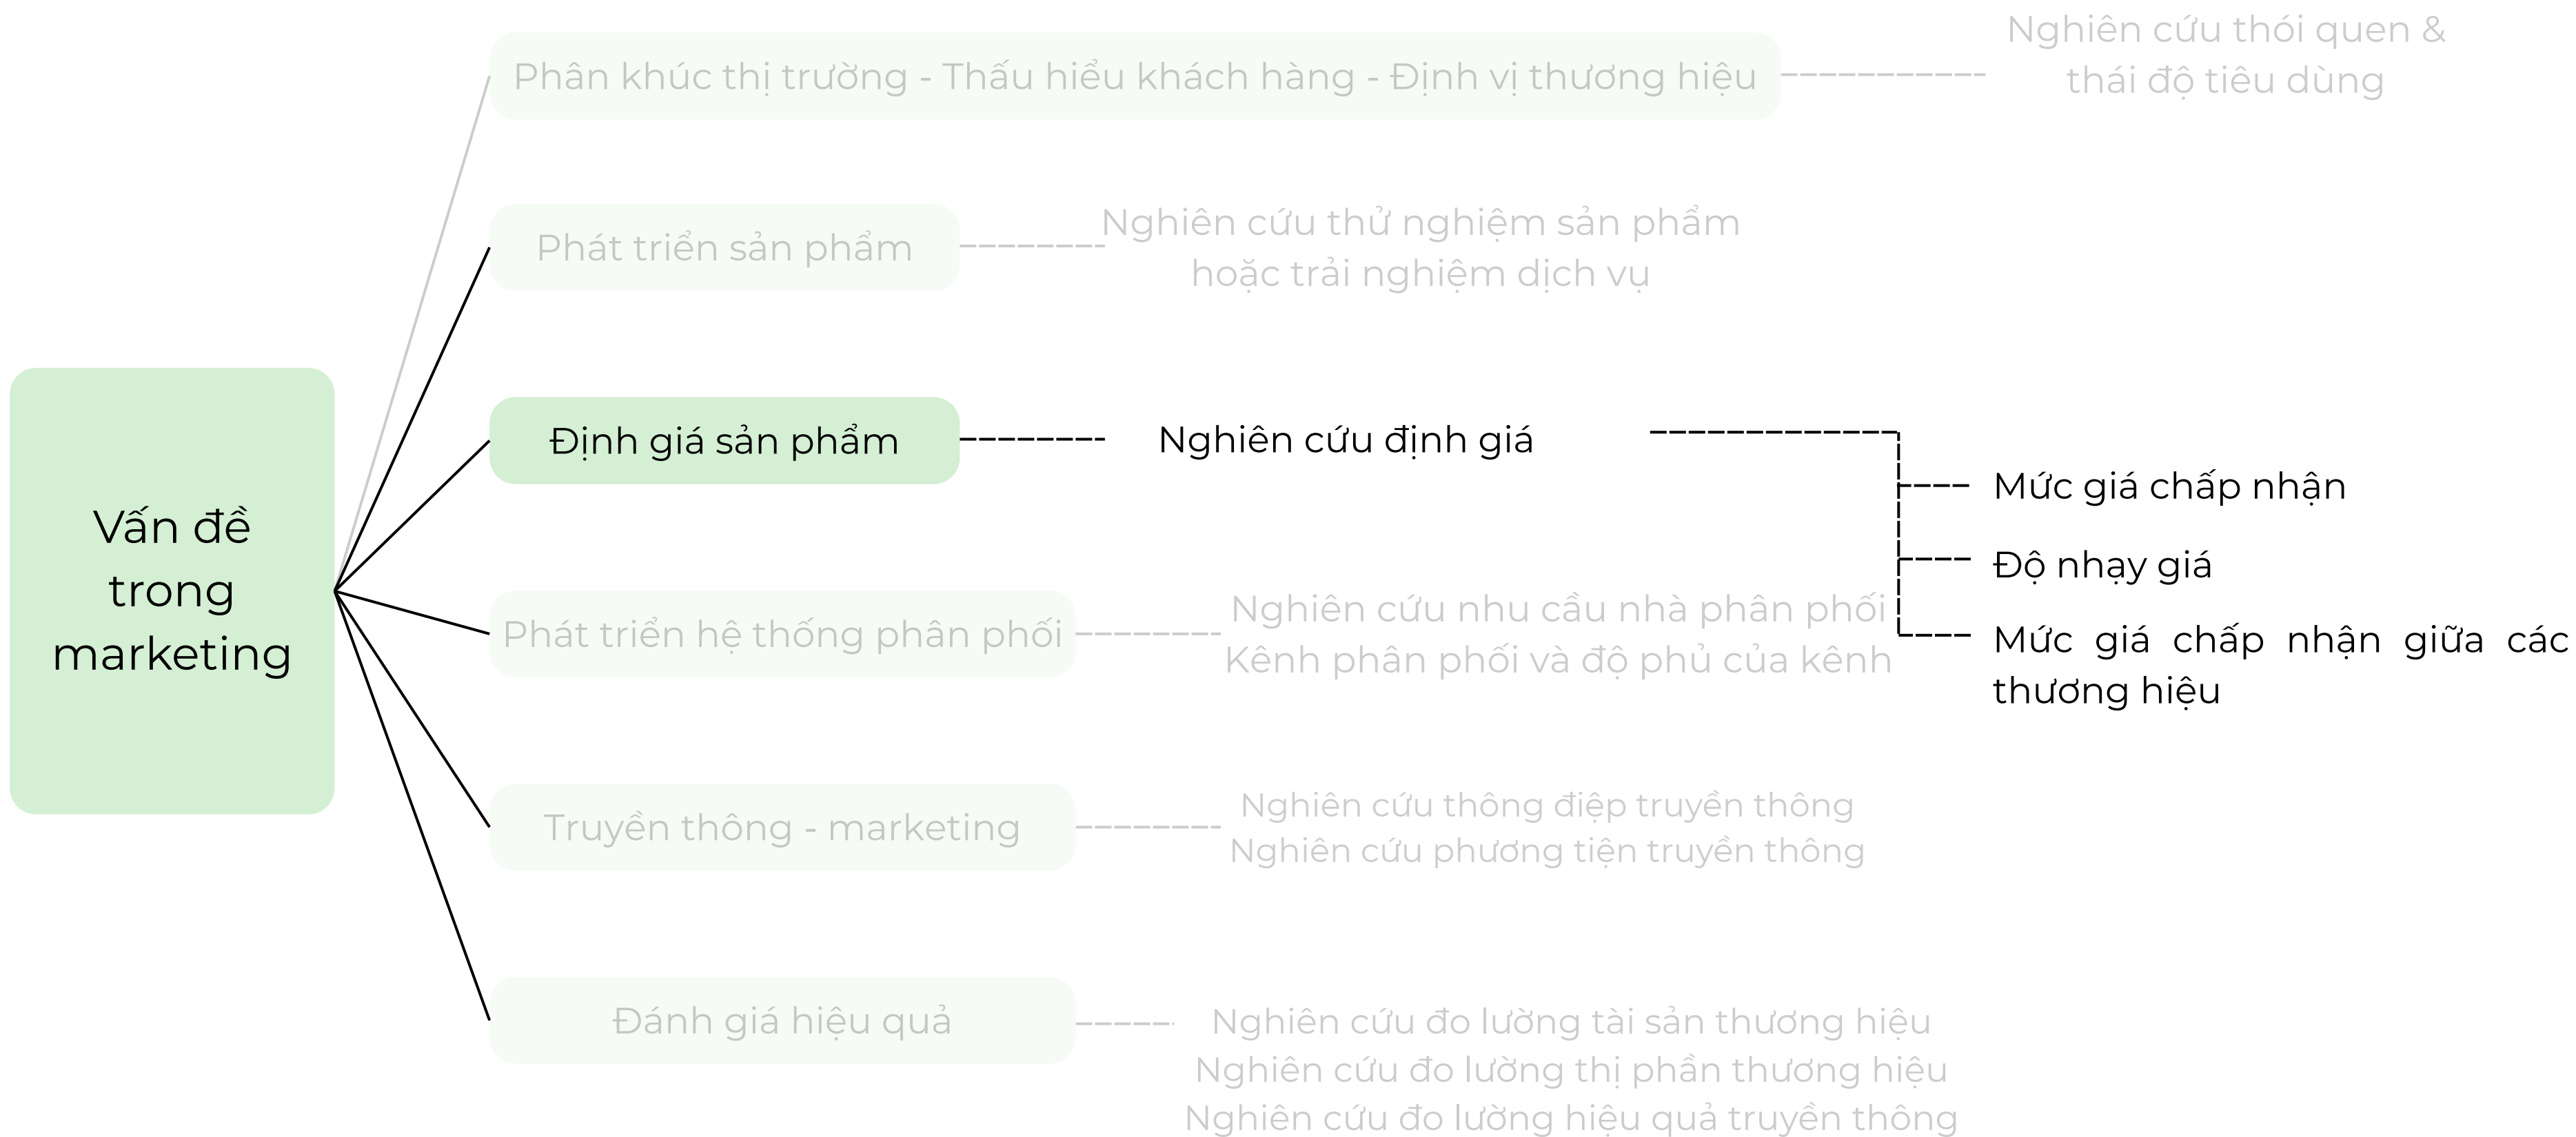 Nghiên cứu thói quen &
thái độ tiêu dùng
Phân khúc thị trường - Thấu hiểu khách hàng - Định vị thương hiệu
Nghiên cứu thử nghiệm sản phẩm
hoặc trải nghiệm dịch vụ
Phát triển sản phẩm
Định giá sản phẩm
Nghiên cứu định giá
Mức giá chấp nhận
Độ nhạy giá
Mức giá chấp nhận giữa các
thương hiệu
Vấn đề
trong
marketing
Phát triển hệ thống phân phối
Nghiên cứu nhu cầu nhà phân phối
Kênh phân phối và độ phủ của kênh
Truyền thông - marketing
Nghiên cứu thông điệp truyền thông
Nghiên cứu phương tiện truyền thông
Đánh giá hiệu quả
Nghiên cứu đo lường tài sản thương hiệu
Nghiên cứu đo lường thị phần thương hiệu
Nghiên cứu đo lường hiệu quả truyền thông